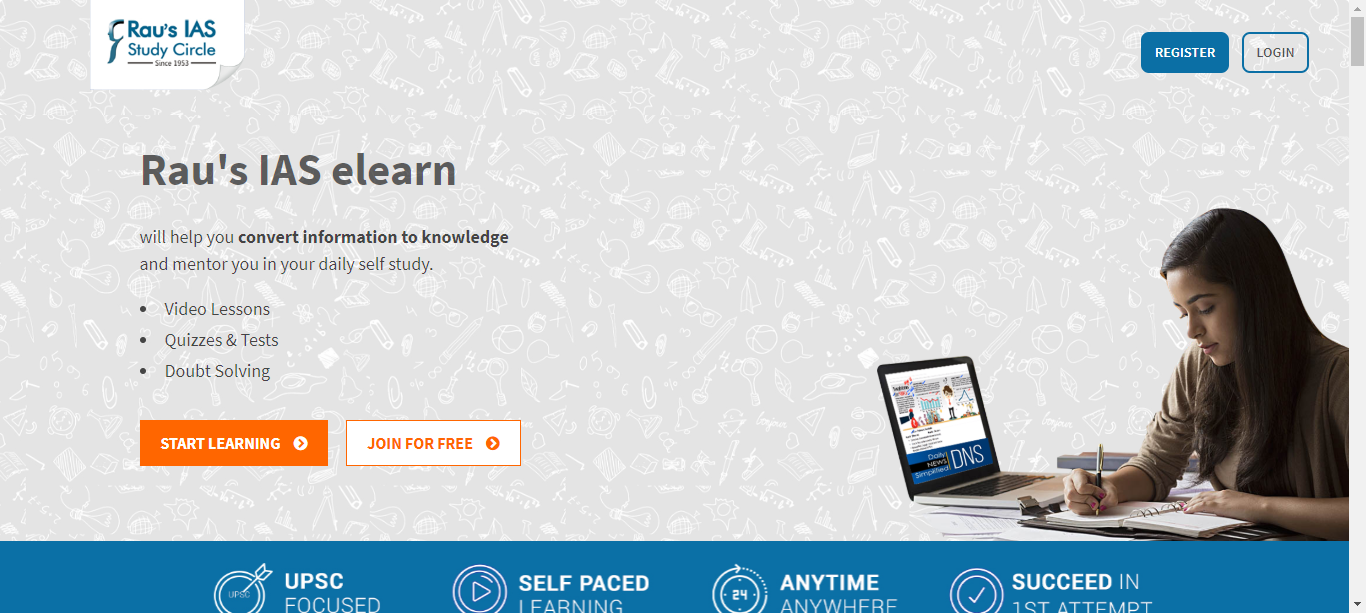 Rau's IAS
Study Circle
Since 1953
REGISTER
LOGIN
Rau's IAS elearn
will help you convert information to knowledge
and mentor you in your daily self study.
• Video Lessons
• Quizzes & Tests
• Doubt Solving
START LEARNING
JOIN FOR FREE
Daily
NEWS
Simplified
DNS
UPSC
UPSC
FOCUSED
SELF PACED
LEARNING
24
ANYTIME
ANYWHERE
SUCCEED IN
1ST ATTEMPT